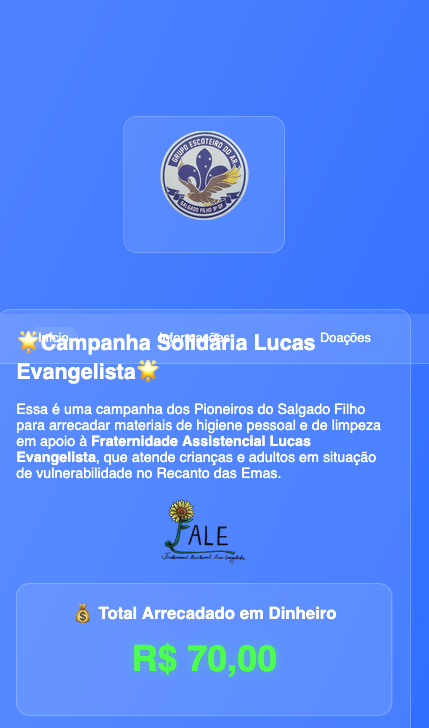 GRUPO ESCOTEIRO DO AR
SALGADO FILHO 9º DF
Início Informações Doações
🌟Campanha Solidária Lucas
Evangelista🌟
Essa é uma campanha dos Pioneiros do Salgado Filho
para arrecadar materiais de higiene pessoal e de limpeza
em apoio à Fraternidade Assistencial Lucas
Evangelista, que atende crianças e adultos em situação
de vulnerabilidade no Recanto das Emas.
FALE
Fraternidade Assistencial Lucas Evangelista
💰 Total Arrecadado em Dinheiro
R$ 70,00